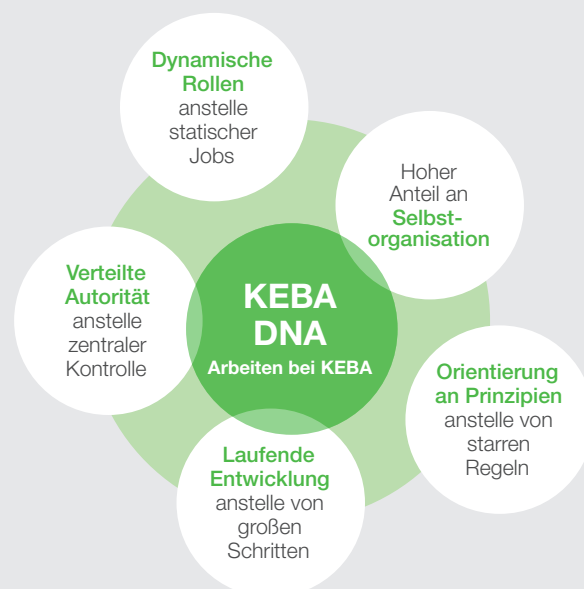 Dynamische
Rollen
anstelle
statischer
Jobs
Hoher
Anteil an
Selbst-
organisation
Verteilte
Autorität
anstelle
zentraler
Kontrolle
KEBA
DNA
Arbeiten bei KEBA
Orientierung
an Prinzipien
anstelle von
starren
Regeln
Laufende
Entwicklung
anstelle von
großen
Schritten